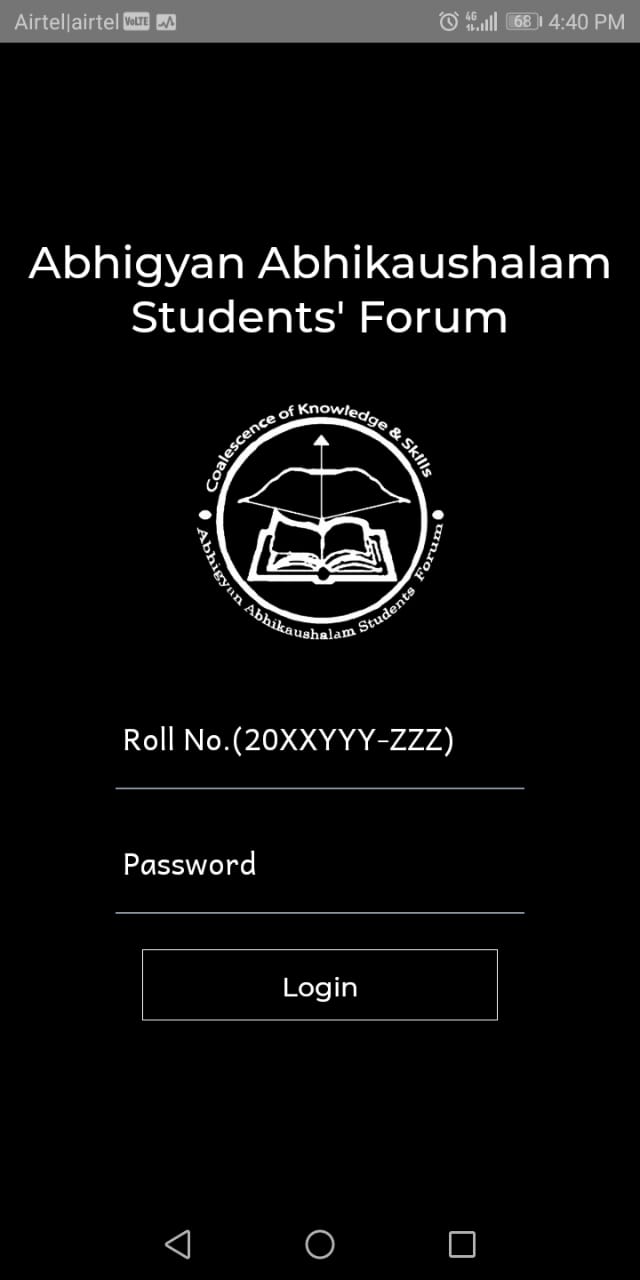 Airtel|airtel VoLTE 4G 68 4:40 PM
Abhigyan Abhikaushalam
Students' Forum
Coalescence of Knowledge & Skills
Abhigyan Abhikaushalam Students Forum
Roll No.(20XXYYY-ZZZ)
Password
Login